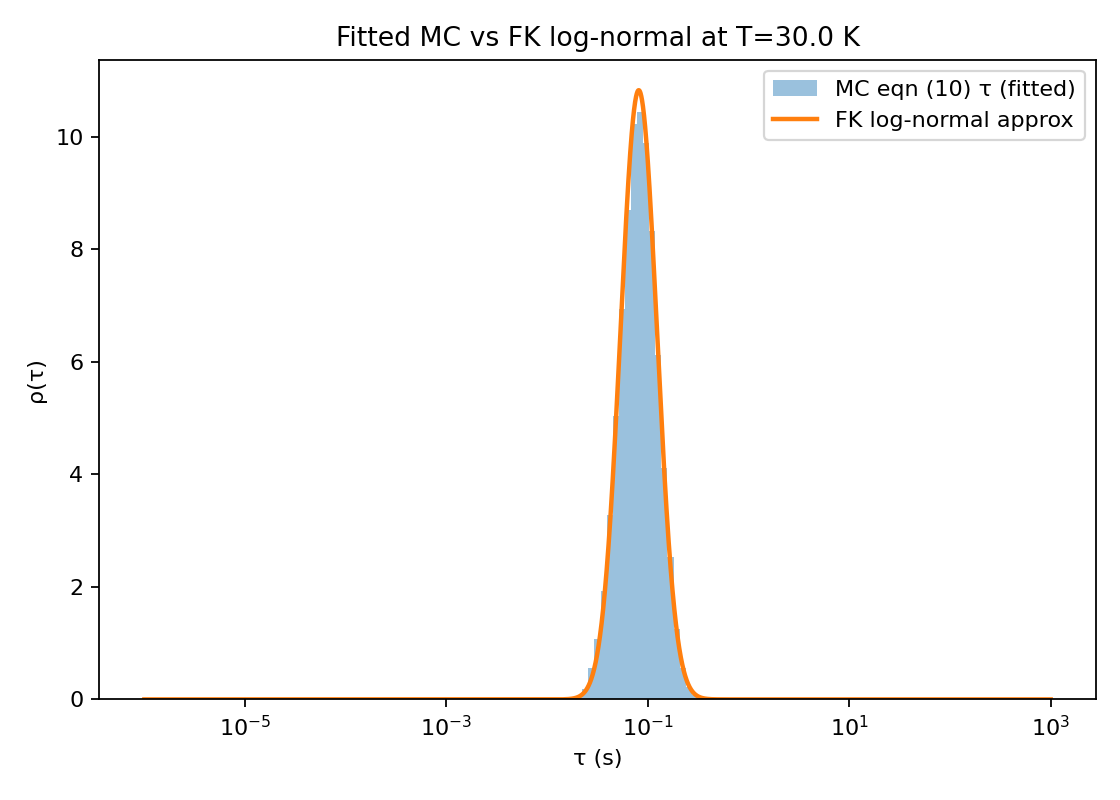 Fitted MC vs FK log-normal at T=30.0 K
MC eqn (10) τ (fitted)
FK log-normal approx
ρ(τ)
10
8
6
4
2
0
10⁻⁵
10⁻³
10⁻¹
10¹
10³
τ (s)